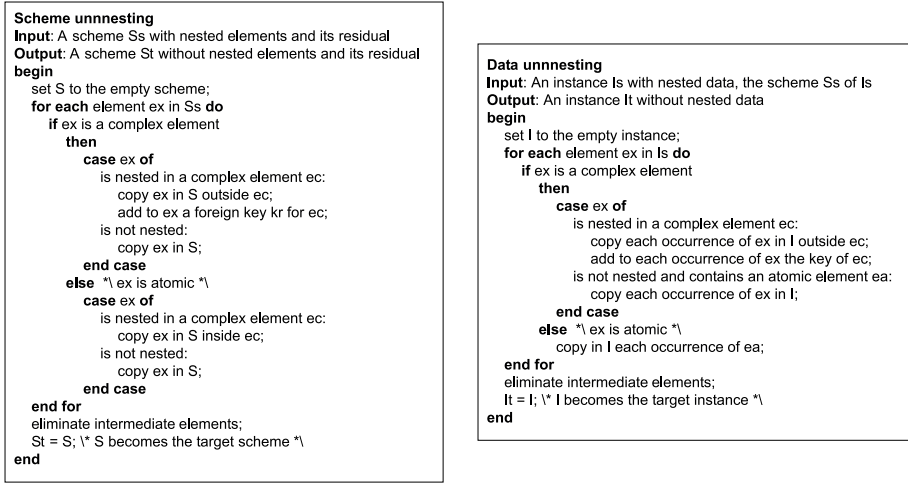 Scheme unnnesting
Input: A scheme Ss with nested elements and its residual
Output: A scheme St without nested elements and its residual
begin
set S to the empty scheme;
for each element ex in Ss do
if ex is a complex element
then
case ex of
is nested in a complex element ec:
copy ex in S outside ec;
add to ex a foreign key kr for ec;
is not nested:
copy ex in S;
end case
else *\ ex is atomic *\
case ex of
is nested in a complex element ec:
copy ex in S inside ec;
is not nested:
copy ex in S;
end case
end for
eliminate intermediate elements;
St = S; \* S becomes the target scheme *\
end
Data unnnesting
Input: An instance Is with nested data, the scheme Ss of Is
Output: An instance It without nested data
begin
set I to the empty instance;
for each element ex in Is do
if ex is a complex element
then
case ex of
is nested in a complex element ec:
copy each occurrence of ex in I outside ec;
add to each occurrence of ex the key of ec;
is not nested and contains an atomic element ea:
copy each occurrence of ex in I;
end case
else *\ ex is atomic *\
copy in I each occurrence of ea;
end for
eliminate intermediate elements;
It = I; \* I becomes the target instance *\
end